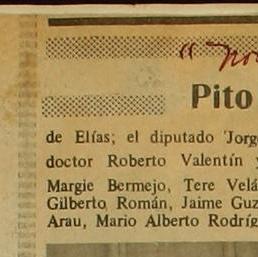 Pito
de Elías; el diputado Jorge
doctor Roberto Valentín y
Margie Bermejo, Tere Velá
Gilberto Román, Jaime Guz
Arau, Mario Alberto Rodríg